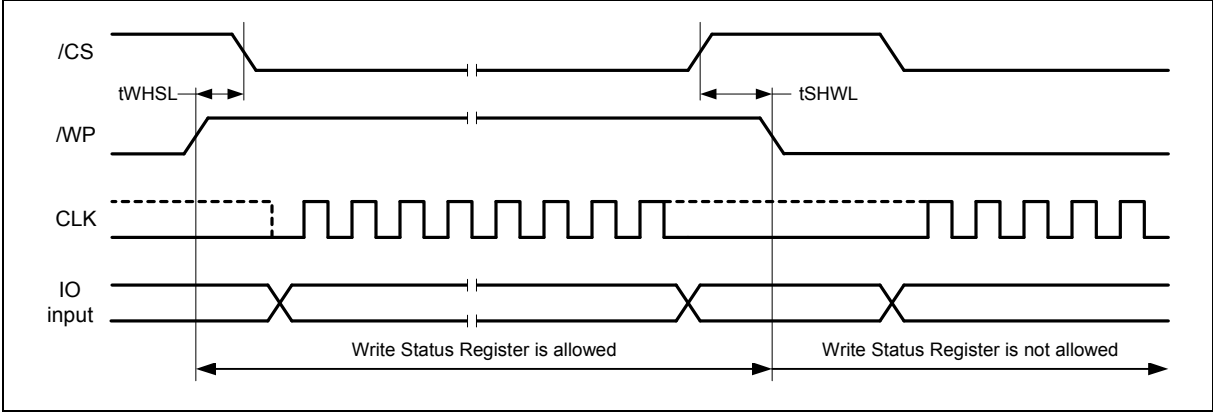 /CS
tWHSL
tSHWL
/WP
CLK
IO
input
Write Status Register is allowed
Write Status Register is not allowed